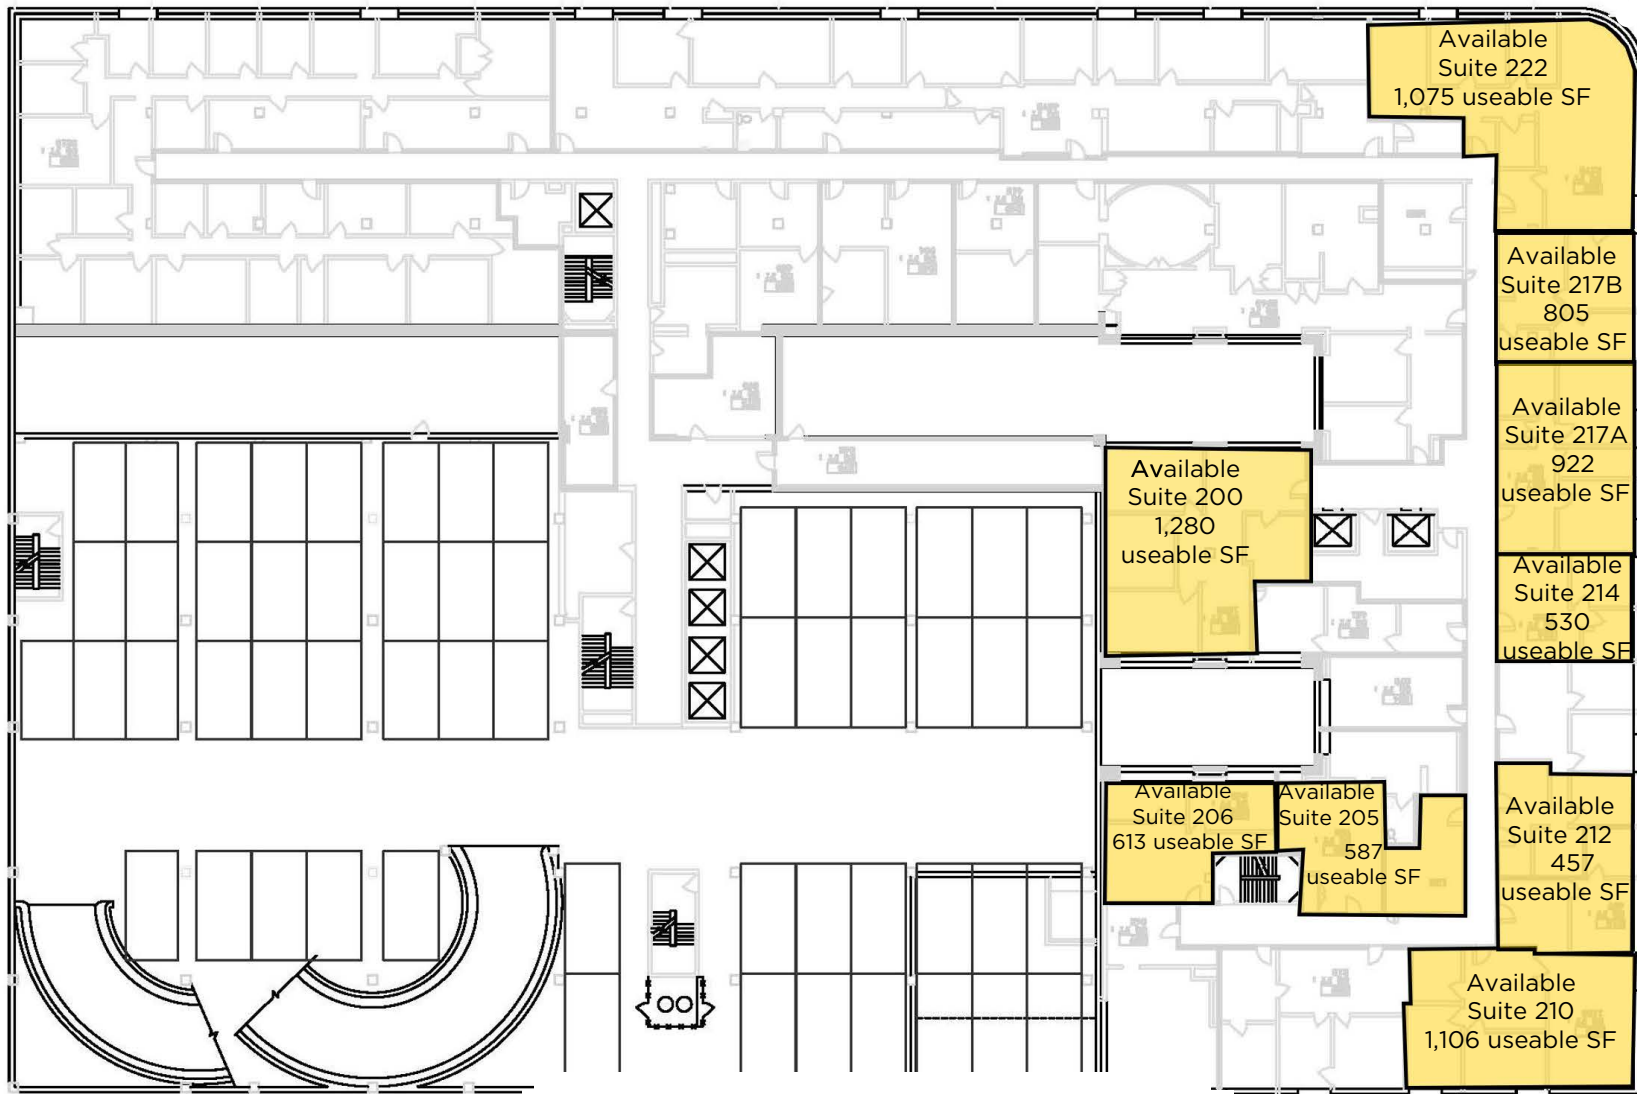 Available
Suite 222
1,075 useable SF
Available
Suite 217B
805
useable SF
Available
Suite 217A
922
useable SF
Available
Suite 200
1,280
useable SF
Available
Suite 214
530
useable SF
Available
Suite 206
613 useable SF
Available
Suite 205
587
useable SF
Available
Suite 212
457
useable SF
Available
Suite 210
1,106 useable SF